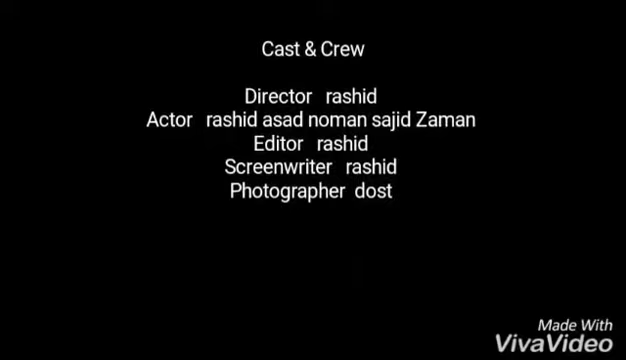 Cast & Crew
Director rashid
Actor rashid asad noman sajid Zaman
Editor rashid
Screenwriter rashid
Photographer dost
Made With
VivaVideo